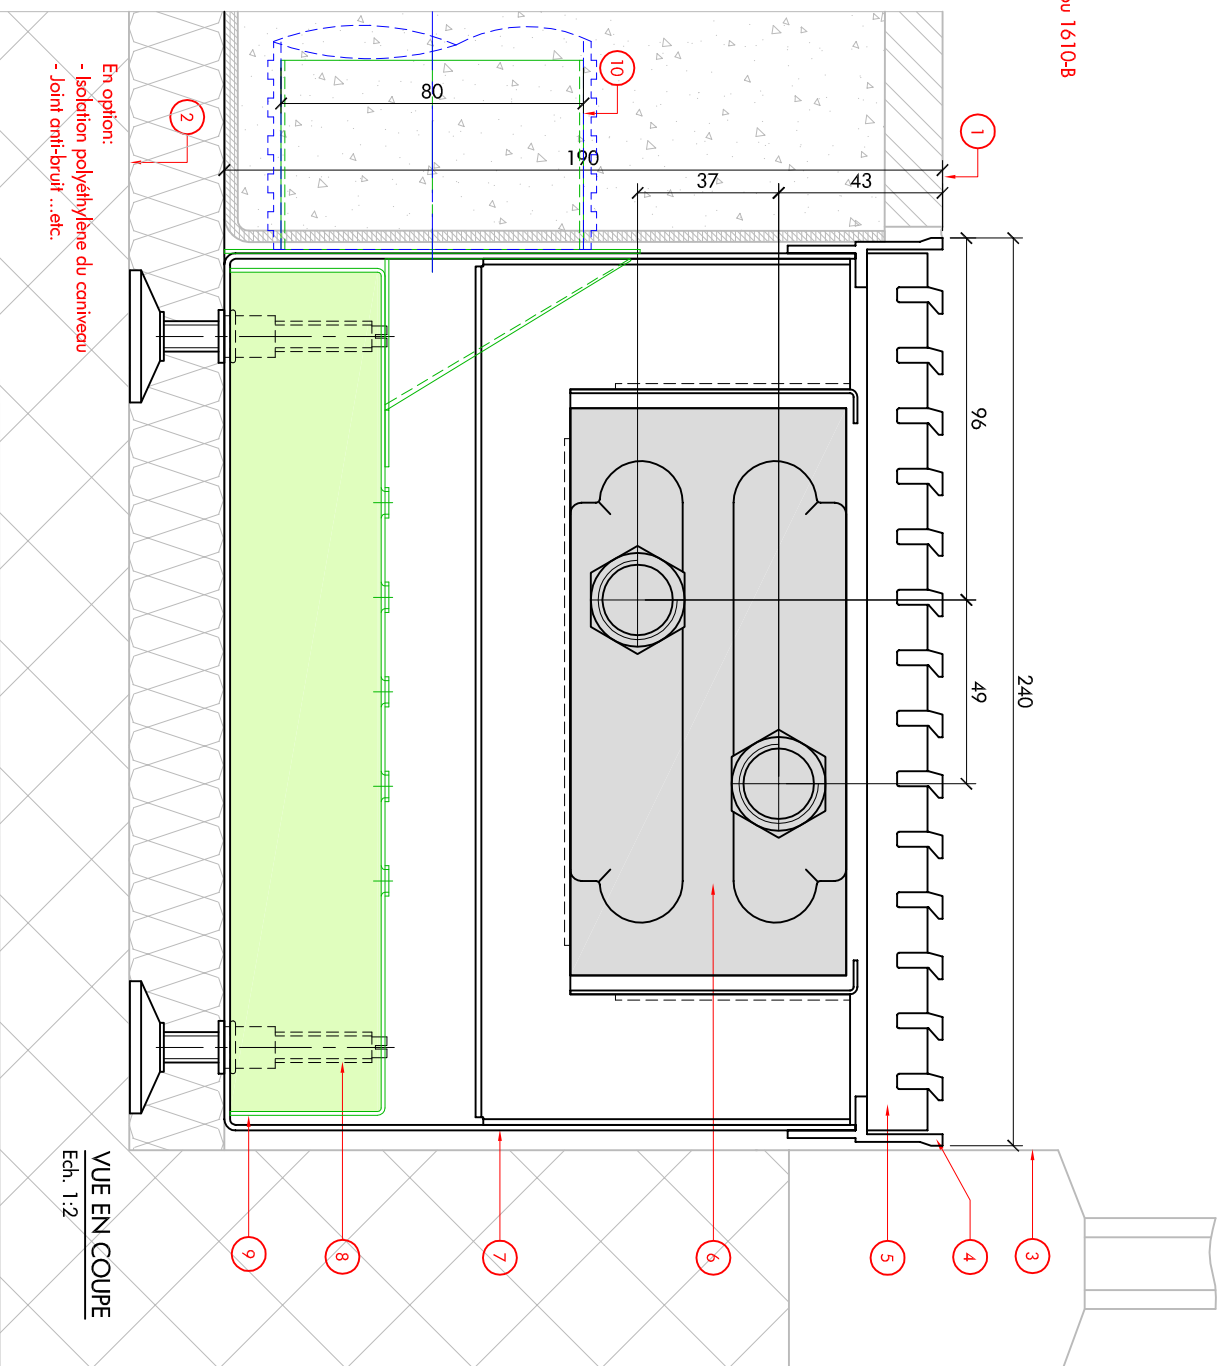 ou 1610-B
1
10
2
80
190
37
43
96
49
240
En option:
- Isolation polyéthylène du caniveau
- Joint anti-bruit ...etc.
3
4
5
6
7
8
9
VUE EN COUPE
Ech. 1:2